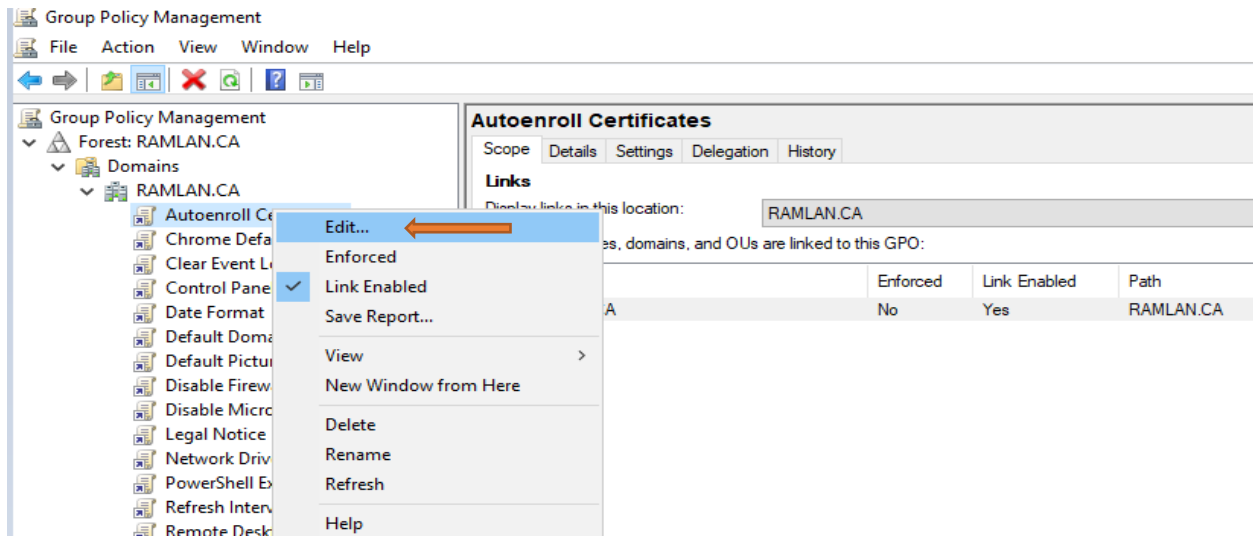 Group Policy Management
File Action View Window Help
Group Policy Management
Forest: RAMLAN.CA
Domains
RAMLAN.CA
Autoenroll Ce
Chrome Defa
Clear Event L
Control Pane
Date Format
Default Doma
Default Pictu
Disable Firew
Disable Micro
Legal Notice
Network Driv
PowerShell Ex
Refresh Interv
Remote Desk
Edit...
Enforced
Link Enabled
Save Report...
View
New Window from Here
Delete
Rename
Refresh
Help
Autoenroll Certificates
Scope Details Settings Delegation History
Links
Display links in this location: RAMLAN.CA
es, domains, and OUs are linked to this GPO:
Enforced Link Enabled Path
A No Yes RAMLAN.CA